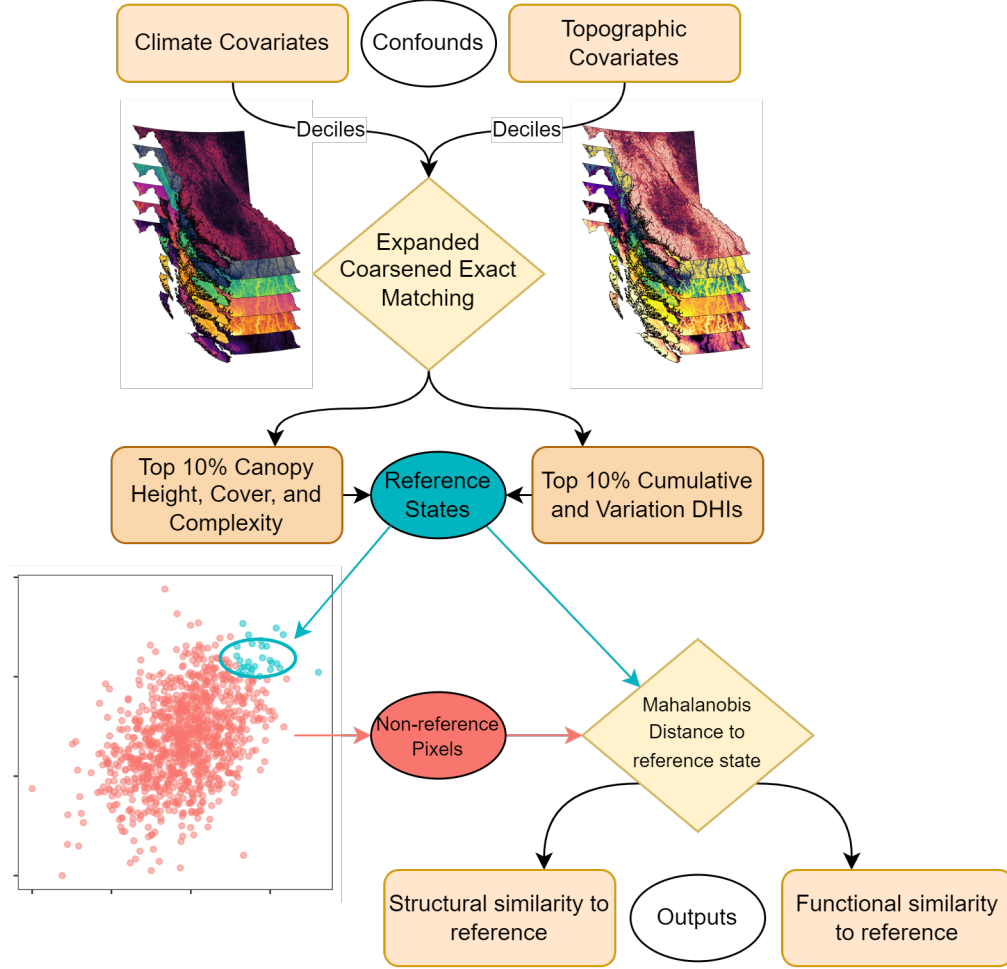 Climate Covariates
Confounds
Topographic
Covariates
Deciles
Deciles
Expanded
Coarsened Exact
Matching
Top 10% Canopy
Height, Cover, and
Complexity
Reference
States
Top 10% Cumulative
and Variation DHIs
Non-reference
Pixels
Mahalanobis
Distance to
reference state
Structural similarity to
reference
Outputs
Functional similarity
to reference